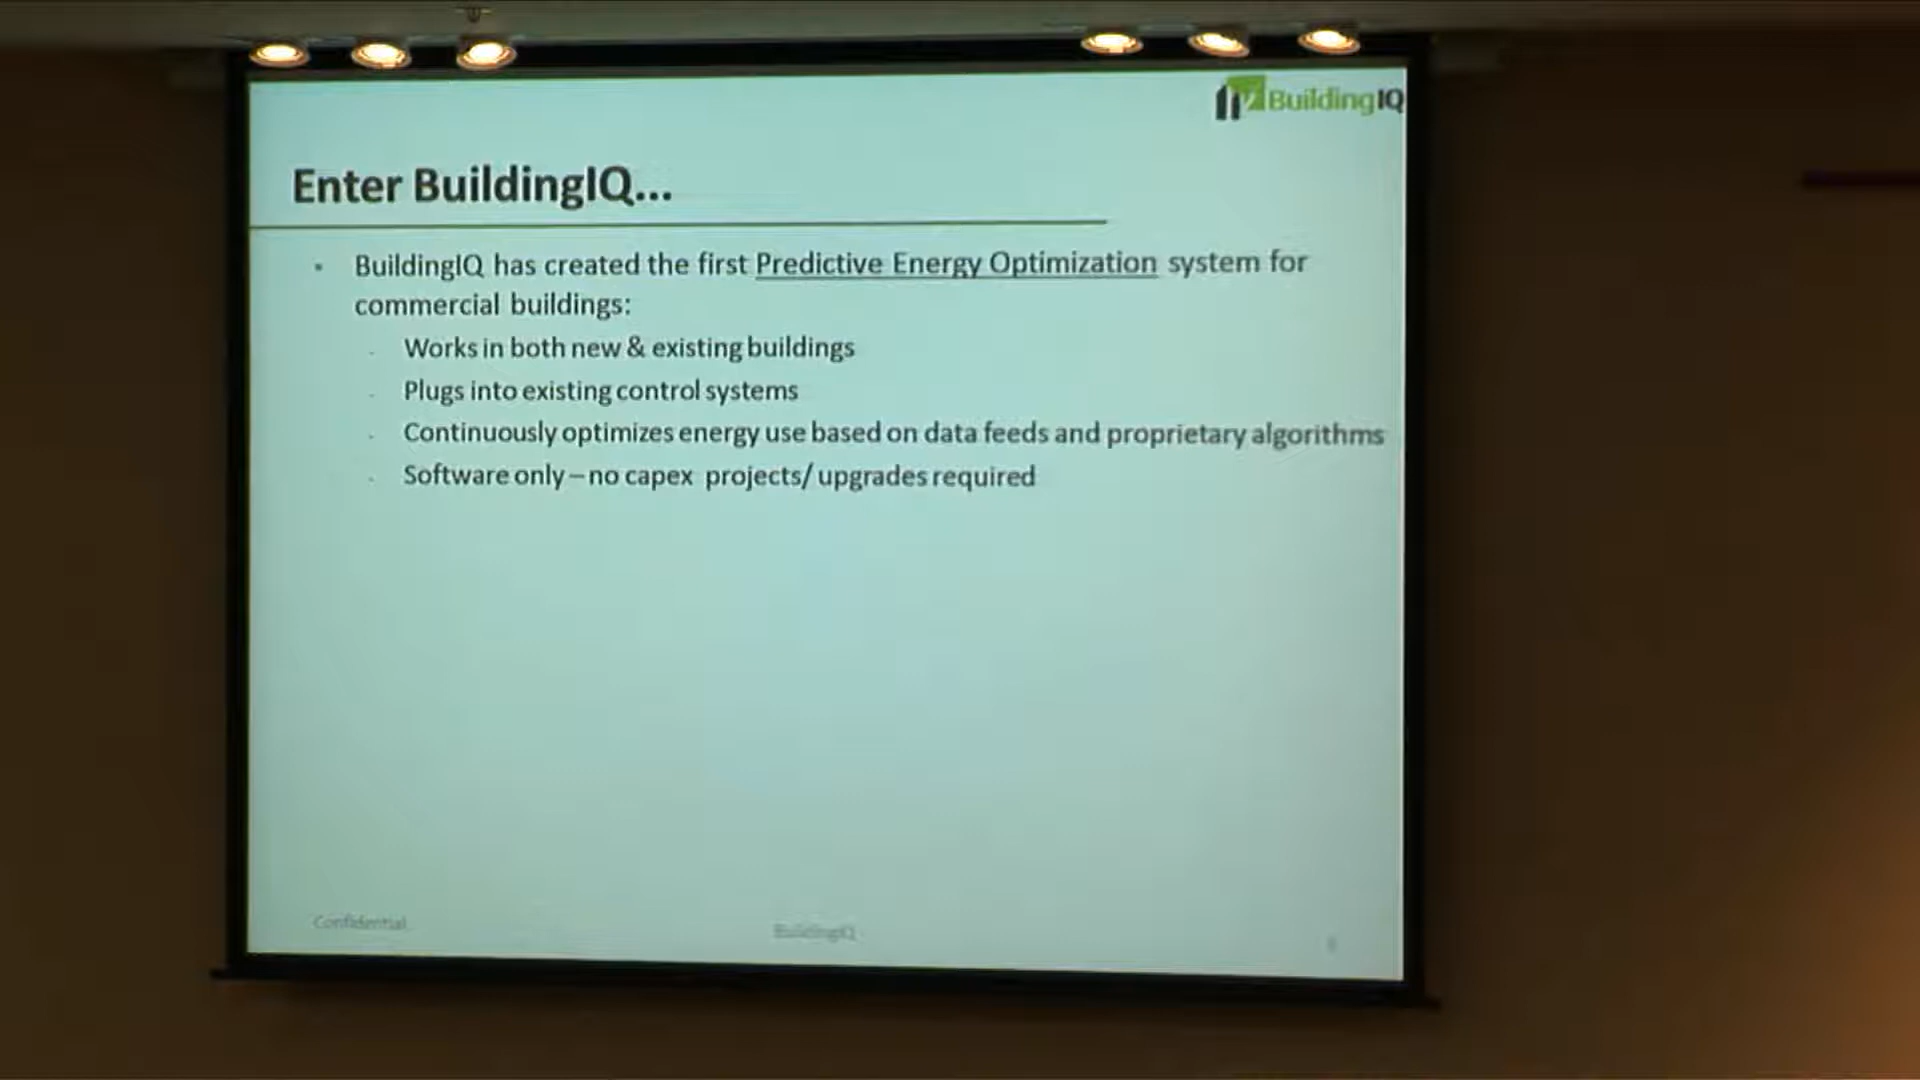 BuildingIQ
Enter BuildingIQ...
BuildingIQ has created the first Predictive Energy Optimization system for
commercial buildings:
Works in both new & existing buildings
Plugs into existing control systems
Continuously optimizes energy use based on data feeds and proprietary algorithms
Software only – no capex projects/ upgrades required
Confidential
BuildingIQ